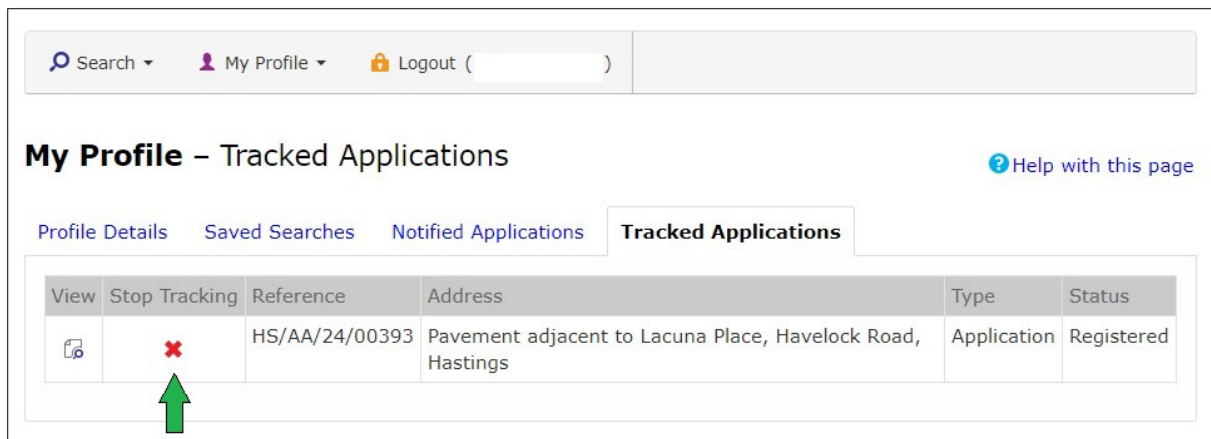 Search My Profile Logout ( )
My Profile – Tracked Applications
Help with this page
Profile Details Saved Searches Notified Applications Tracked Applications
View Stop Tracking Reference Address Type Status
HS/AA/24/00393 Pavement adjacent to Lacuna Place, Havelock Road, Application Registered
Hastings